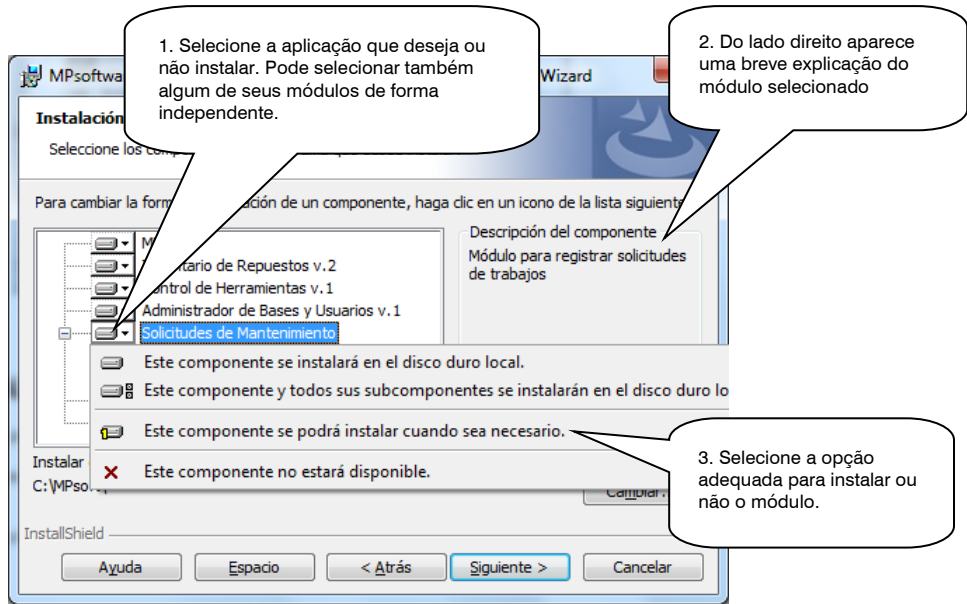 1. Selecione a aplicação que deseja ou
não instalar. Pode selecionar também
algum de seus módulos de forma
independente.
2. Do lado direito aparece
uma breve explicação do
módulo selecionado
MPsoftwa
Wizard
Instalación
Seleccione los
Para cambiar la
de un componente, haga clic en un icono de la lista siguiente
Descripción del componente
Módulo para registrar solicitudes
de trabajos
de Repuestos v.2
de Herramientas v.1
Administrador de Bases y Usuarios v.1
Solicitudes de Mantenimiento
Este componente se instalará en el disco duro local.
Este componente y todos sus subcomponentes se instalarán en el disco duro lo
Este componente se podrá instalar cuando sea necesario.
Este componente no estará disponible.
3. Selecione a opção
adequada para instalar ou
não o módulo.
Instalar
C:\MPso
Cambiar.
InstallShield
Ayuda
Espacio
< Atrás
Siguiente >
Cancelar